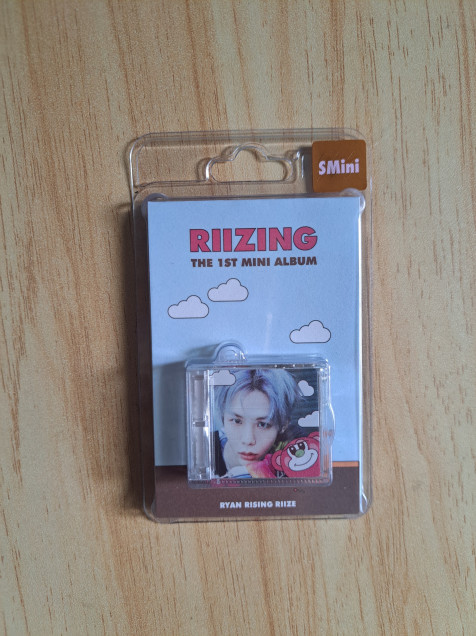 SMini
RIIZING
THE 1ST MINI ALBUM
RYAN RISING RIIZE